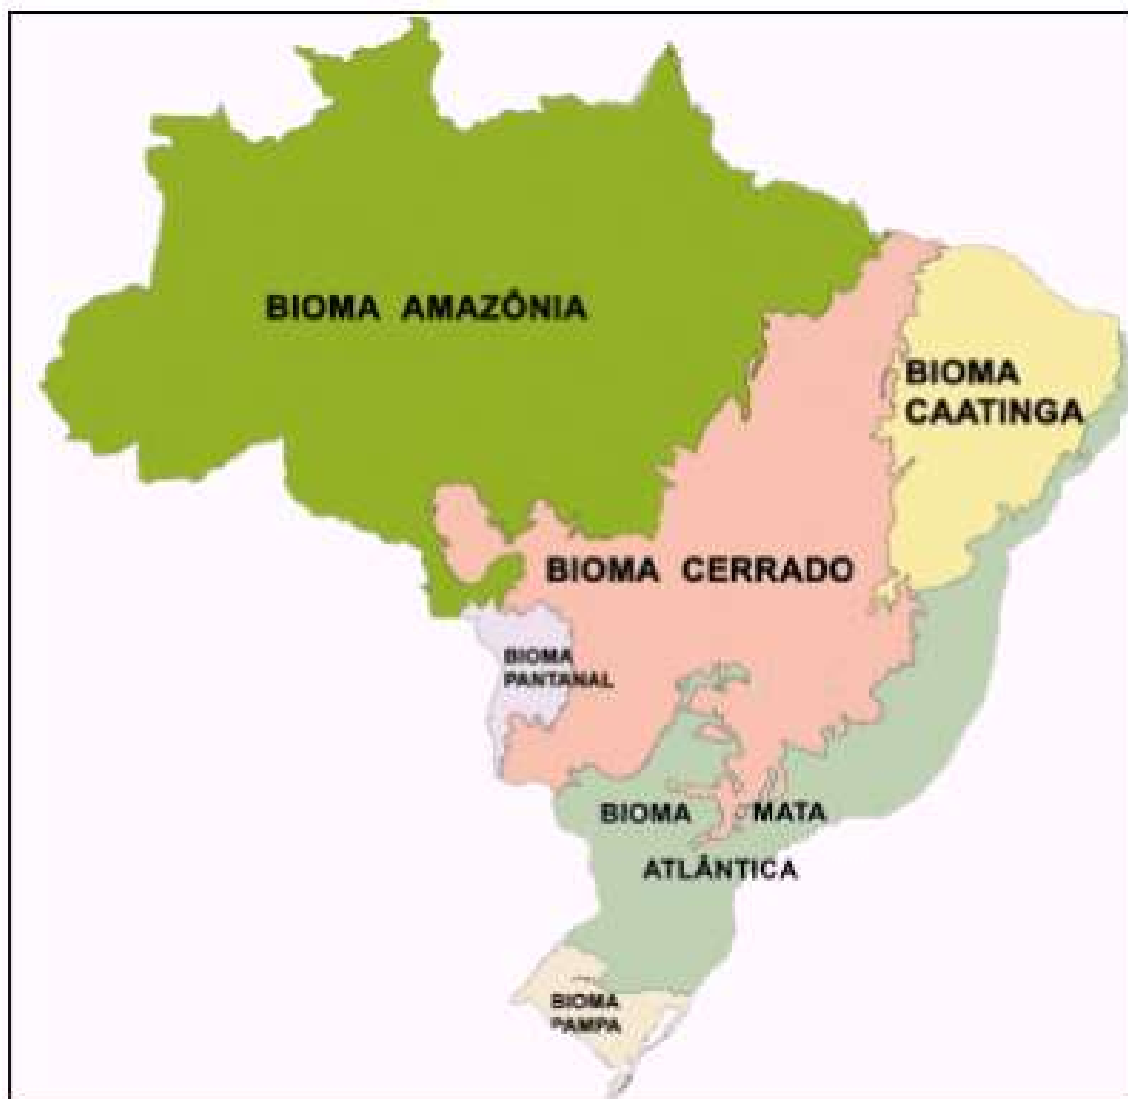 BIOMA AMAZÔNIA
BIOMA
CAATINGA
BIOMA CERRADO
BIOMA
PANTANAL
BIOMA MATA
ATLÂNTICA
BIOMA
PAMPA